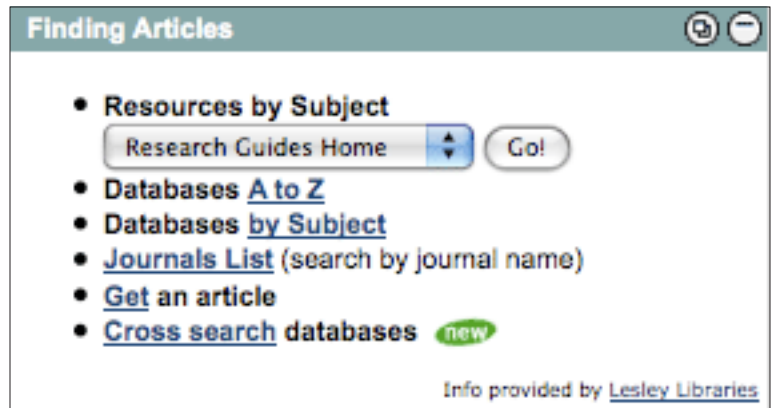 Finding Articles
Resources by Subject
Research Guides Home Go!
Databases A to Z
Databases by Subject
Journals List (search by journal name)
Get an article
Cross search databases new
Info provided by Lesley Libraries